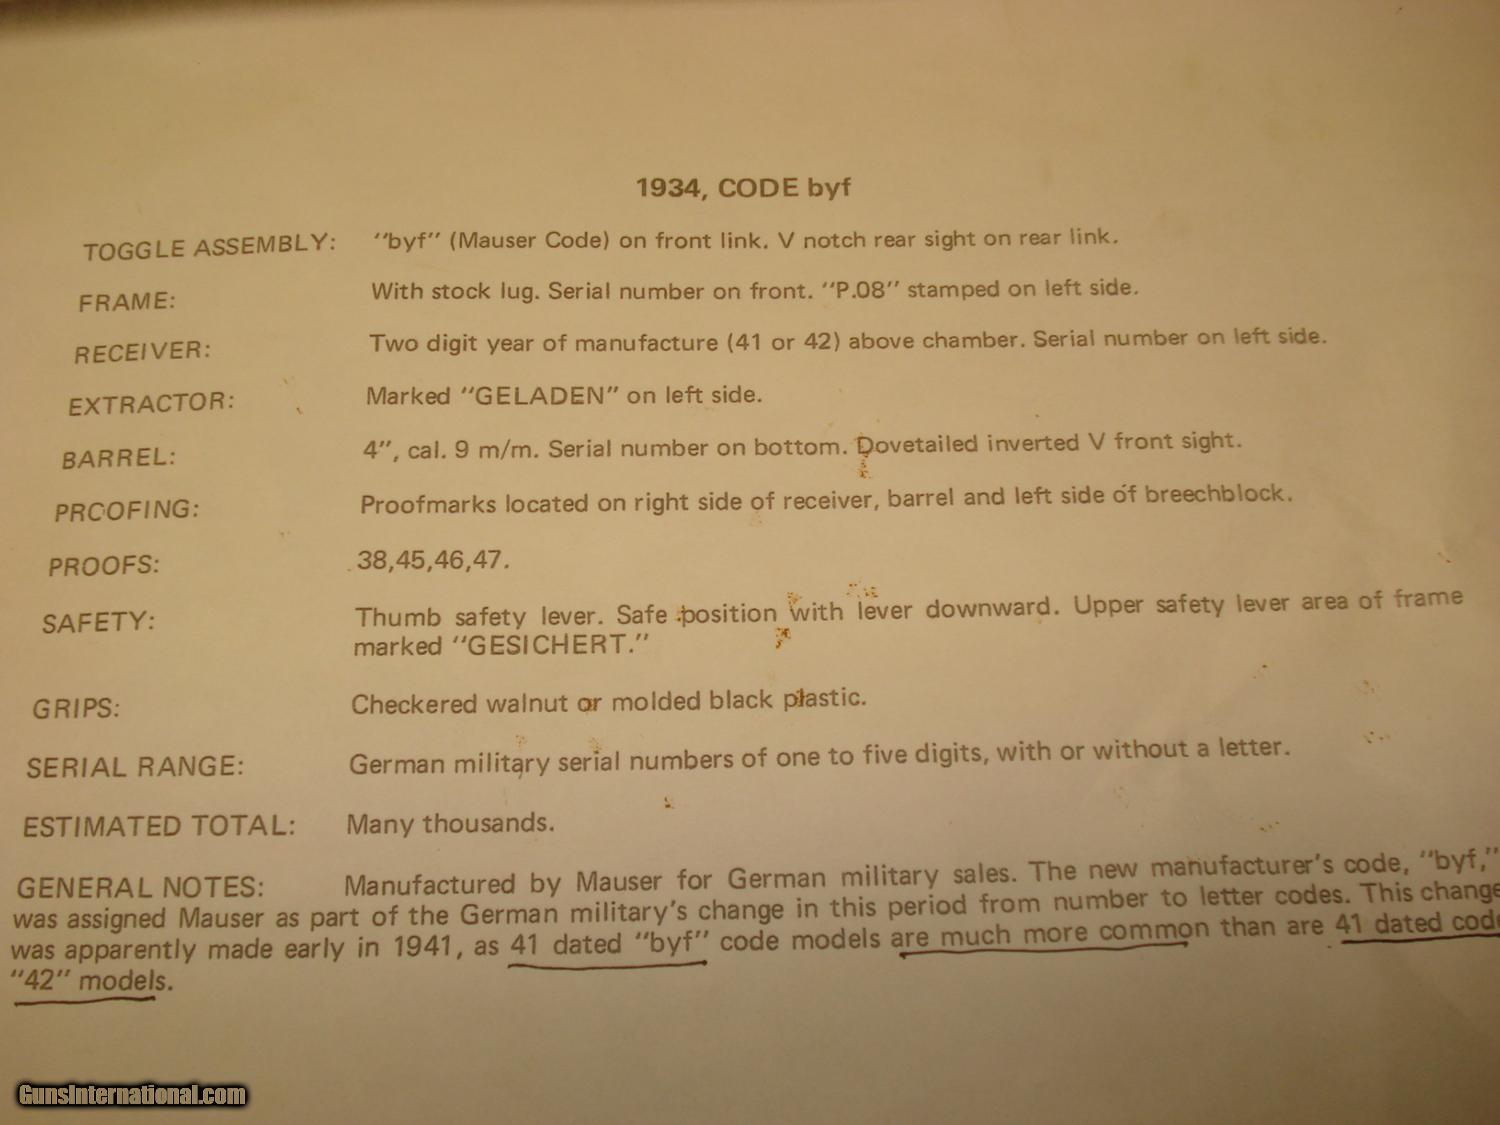 1934, CODE byf
TOGGLE ASSEMBLY: "byf" (Mauser Code) on front link. V notch rear sight on rear link.
FRAME: With stock lug. Serial number on front. "P.08" stamped on left side.
RECEIVER: Two digit year of manufacture (41 or 42) above chamber. Serial number on left side.
EXTRACTOR: Marked "GELADEN" on left side.
BARREL: 4", cal. 9 m/m. Serial number on bottom. Dovetailed inverted V front sight.
PROOFING: Proofmarks located on right side of receiver, barrel and left side of breechblock.
PROOFS: 38,45,46,47.
SAFETY: Thumb safety lever. Safe position with lever downward. Upper safety lever area of frame
marked "GESICHERT."
GRIPS: Checkered walnut or molded black plastic.
SERIAL RANGE: German military serial numbers of one to five digits, with or without a letter.
ESTIMATED TOTAL: Many thousands.
GENERAL NOTES: Manufactured by Mauser for German military sales. The new manufacturer's code, "byf,"
was assigned Mauser as part of the German military's change in this period from number to letter codes. This change
was apparently made early in 1941, as 41 dated "byf" code models are much more common than are 41 dated code
"42" models.
GunsInternational.com